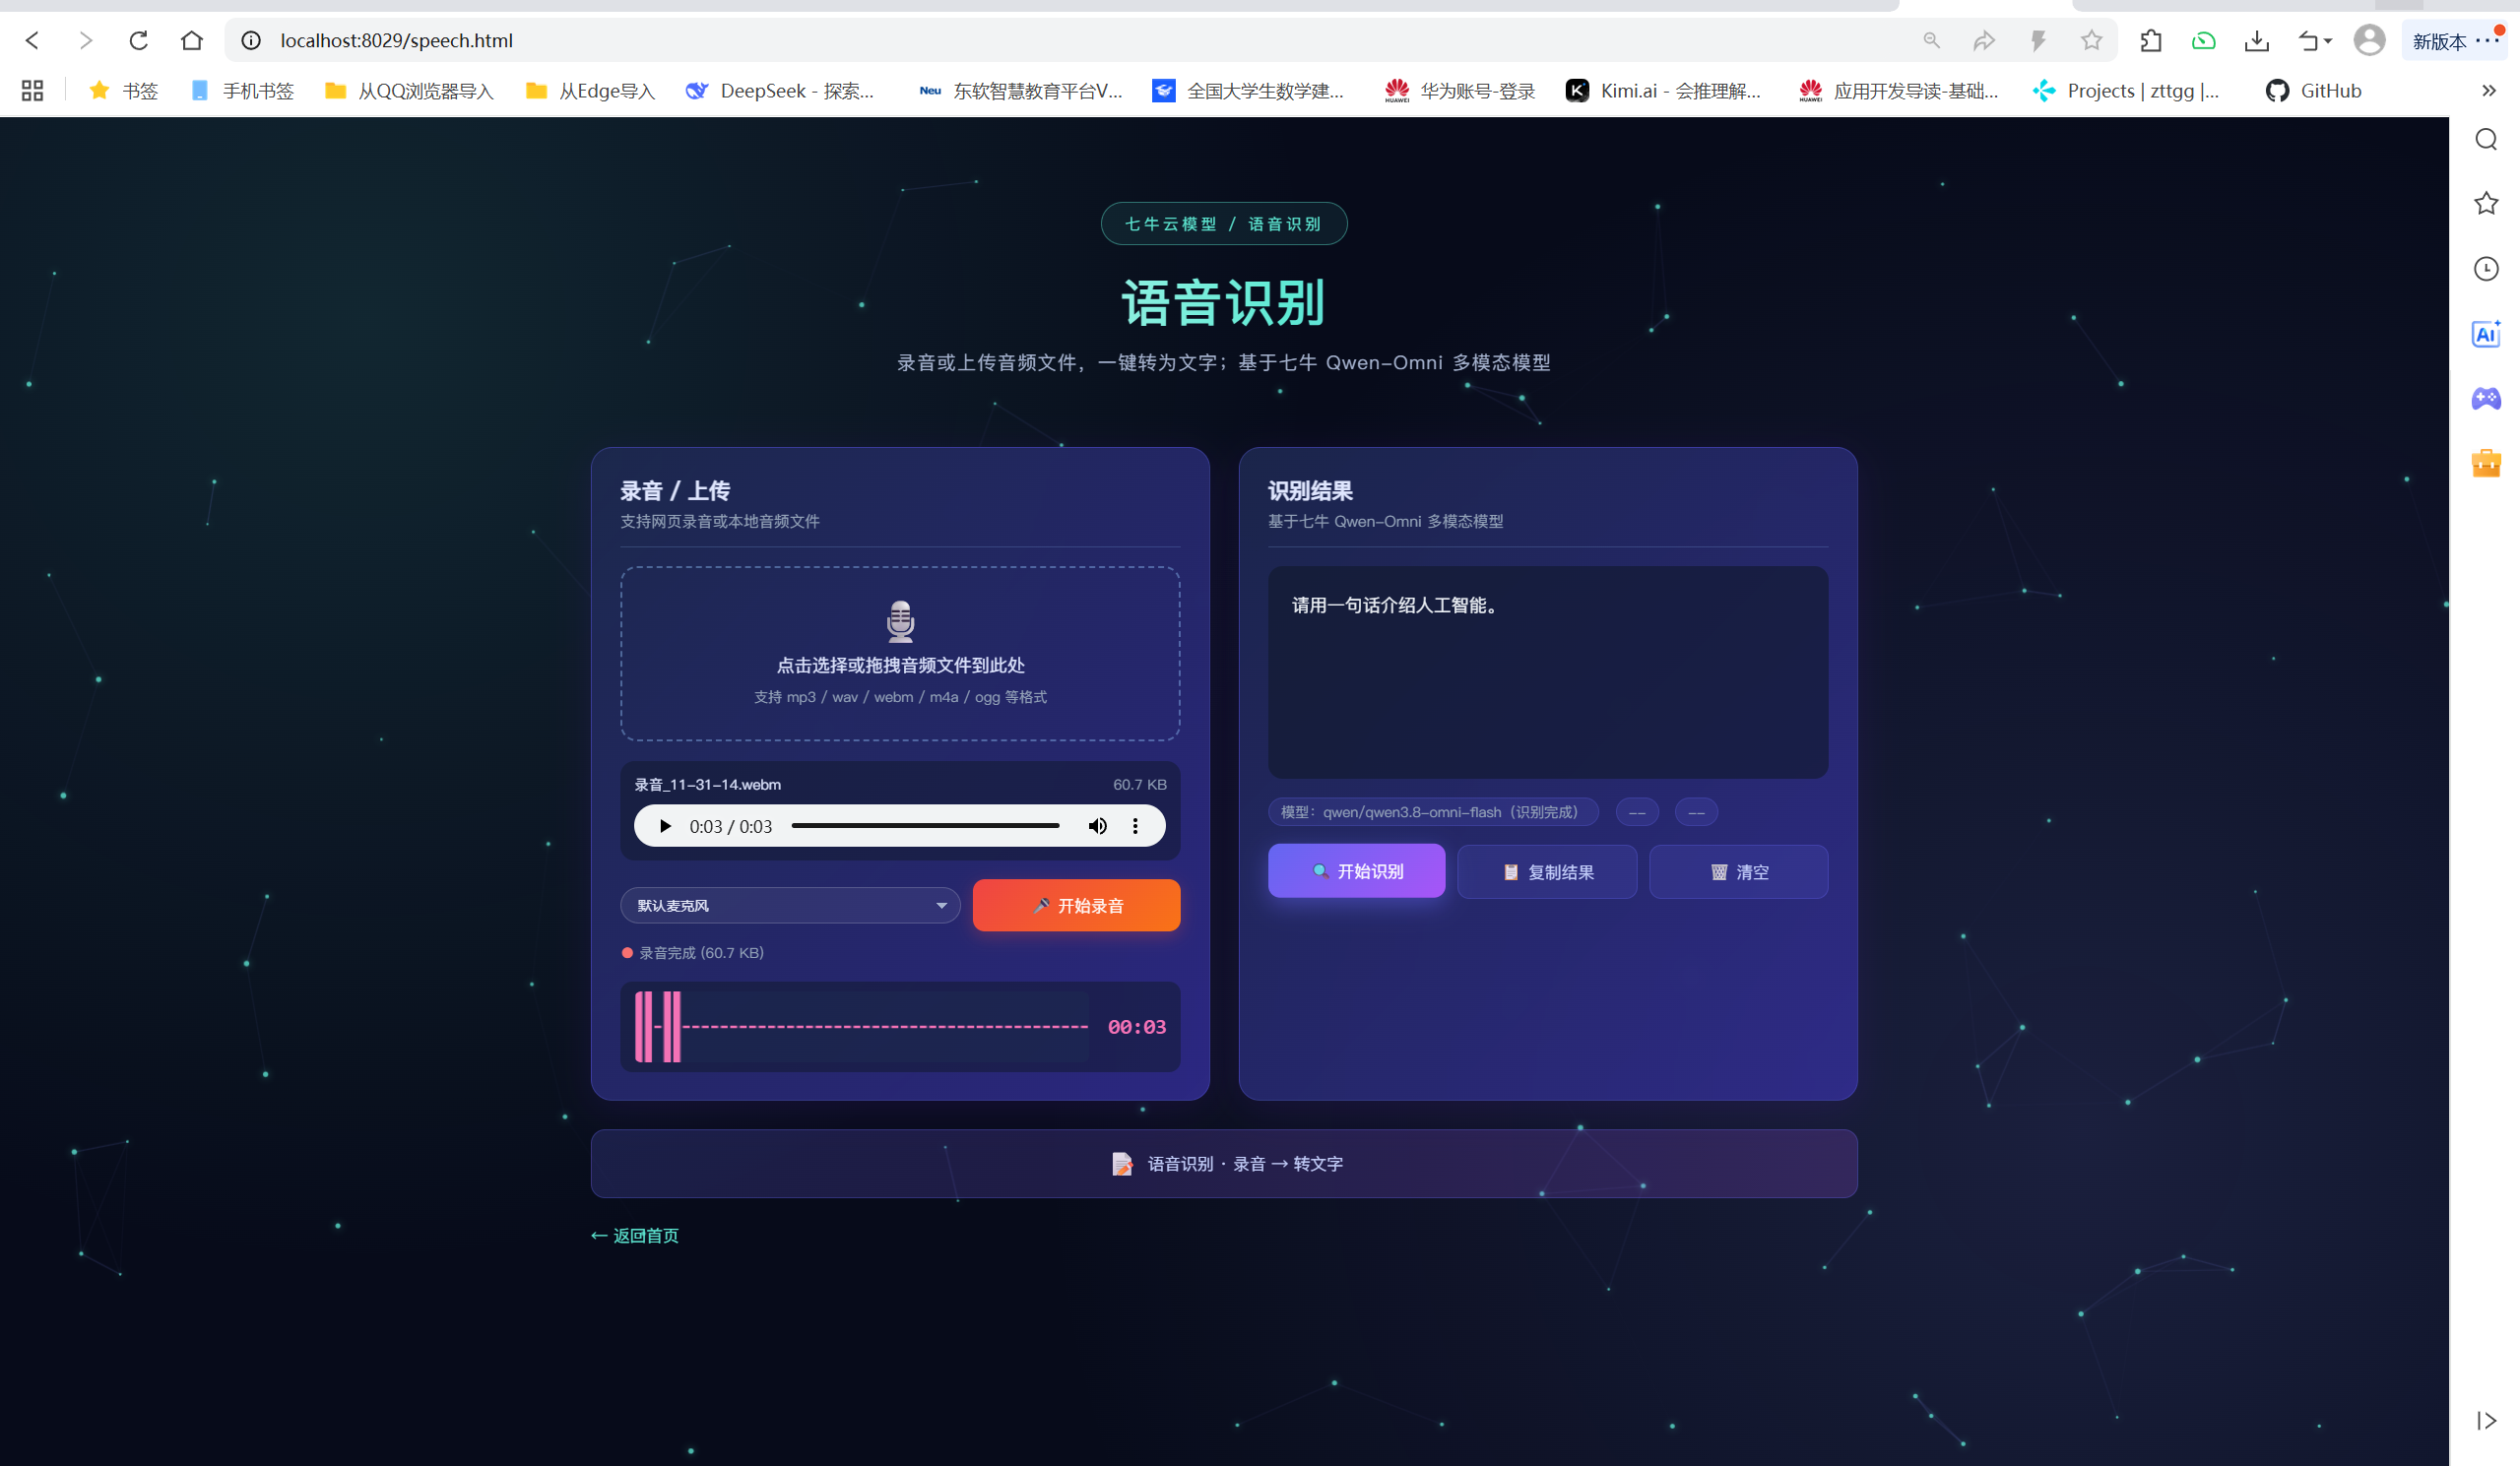 localhost:8029/speech.html
新版本
书签
手机书签
从QQ浏览器导入
从Edge导入
DeepSeek - 探索...
Neu 东软智慧教育平台V...
全国大学生数学建...
HUAWEI 华为账号-登录
K Kimi.ai - 会推理解...
HUAWEI 应用开发导读-基础...
Projects | zttgg |...
GitHub
Ai
七牛云模型 / 语音识别
语音识别
录音或上传音频文件，一键转为文字；基于七牛 Qwen-Omni 多模态模型
录音 / 上传
支持网页录音或本地音频文件
点击选择或拖拽音频文件到此处
支持 mp3 / wav / webm / m4a / ogg 等格式
录音_11-31-14.webm 60.7 KB
0:03 / 0:03
默认麦克风
开始录音
录音完成 (60.7 KB)
00:03
识别结果
基于七牛 Qwen-Omni 多模态模型
请用一句话介绍人工智能。
模型：qwen/qwen3.8-omni-flash（识别完成） -- --
开始识别
复制结果
清空
语音识别 · 录音 → 转文字
← 返回首页